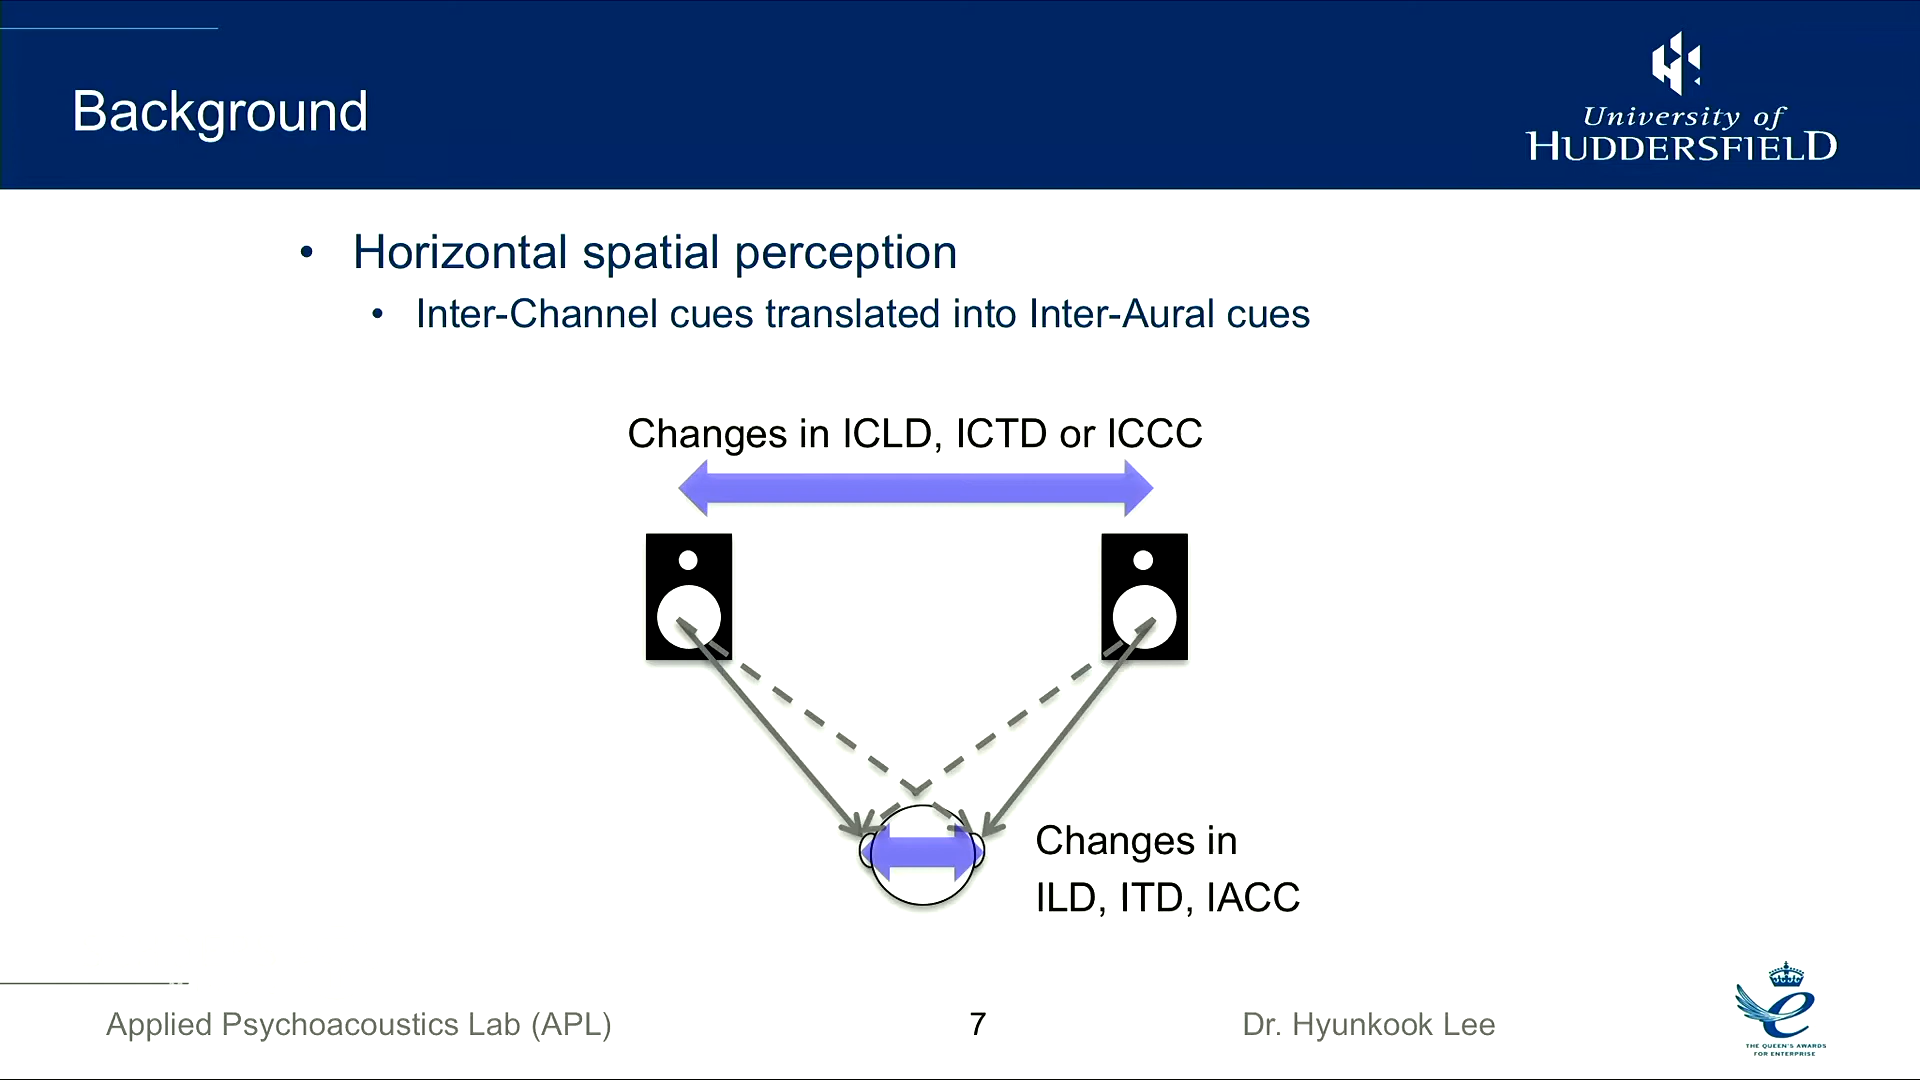 Background
University of
HUDDERSFIELD
• Horizontal spatial perception
• Inter-Channel cues translated into Inter-Aural cues
Changes in ICLD, ICTD or ICCC
Changes in
ILD, ITD, IACC
Applied Psychoacoustics Lab (APL)
7
Dr. Hyunkook Lee
THE QUEEN'S AWARDS
FOR ENTERPRISE